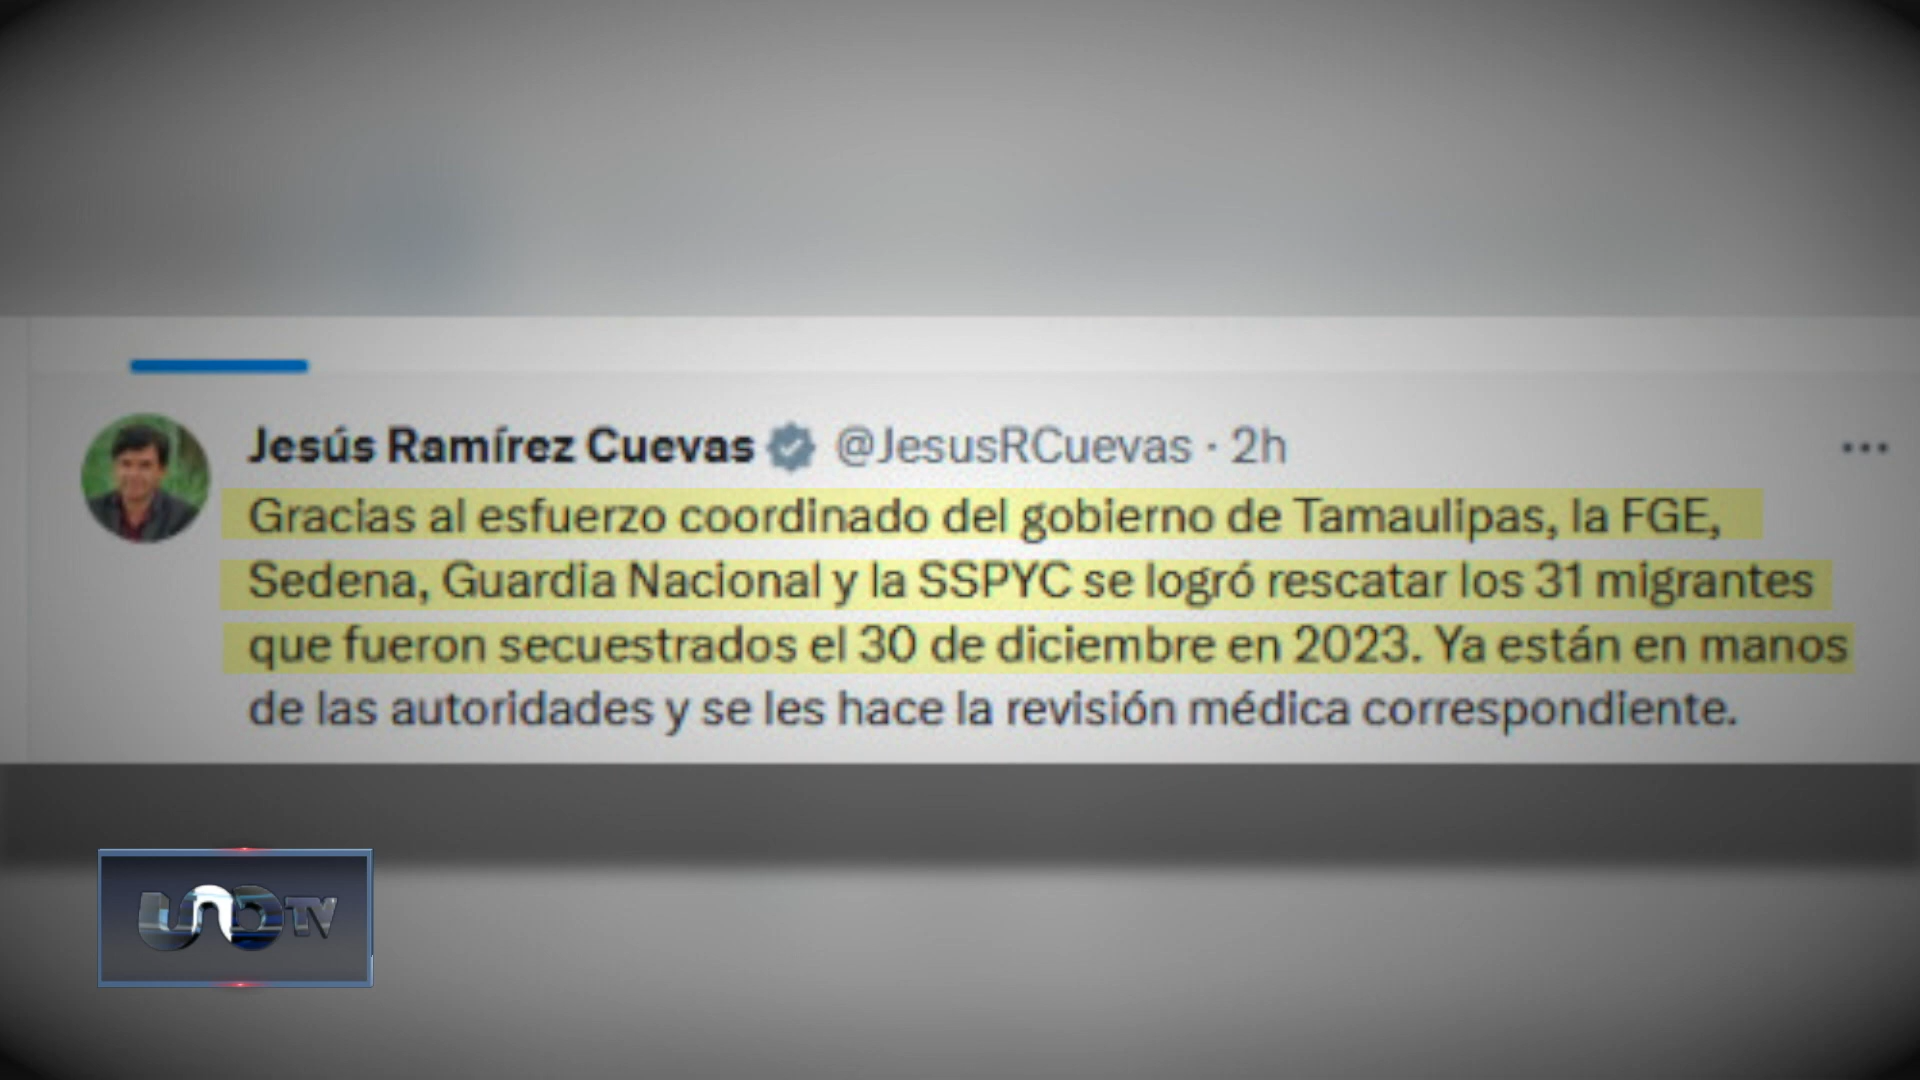 Jesús Ramírez Cuevas @JesusRCuevas · 2h
Gracias al esfuerzo coordinado del gobierno de Tamaulipas, la FGE,
Sedena, Guardia Nacional y la SSPYC se logró rescatar los 31 migrantes
que fueron secuestrados el 30 de diciembre en 2023. Ya están en manos
de las autoridades y se les hace la revisión médica correspondiente.
UNO TV